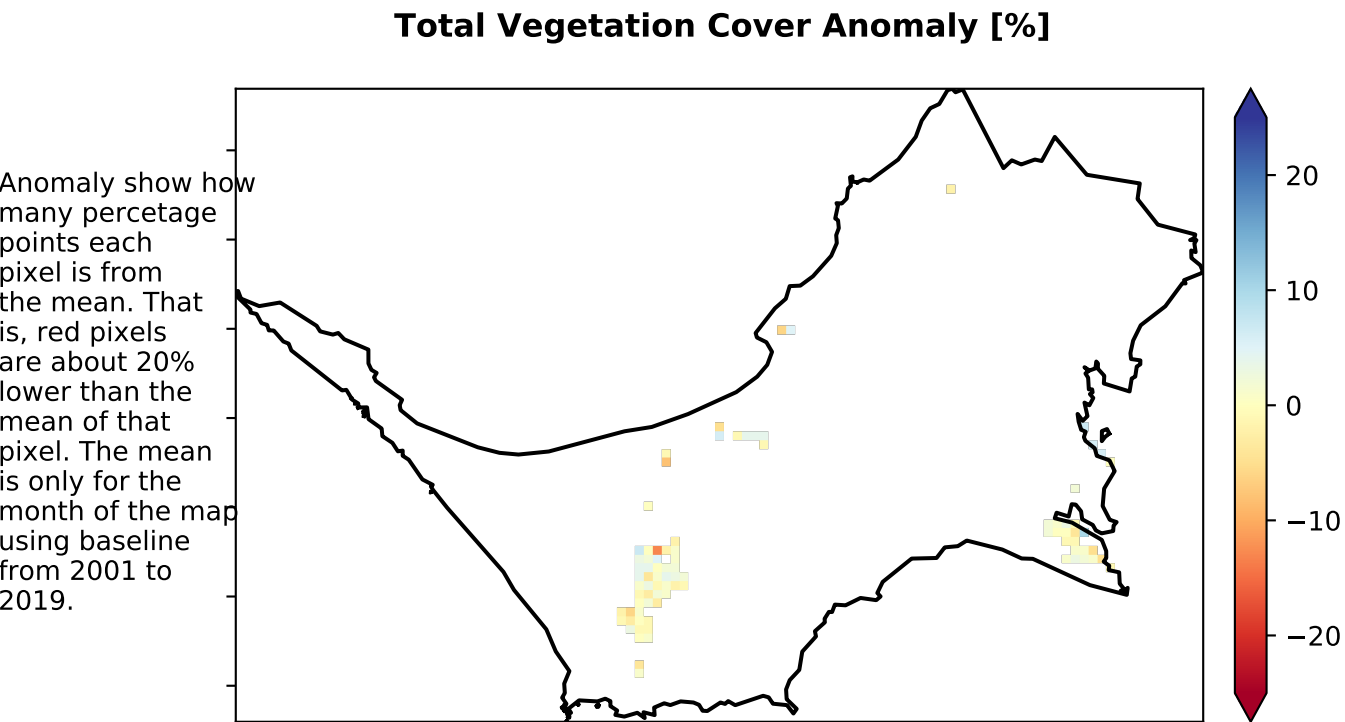 Total Vegetation Cover Anomaly [%]
Anomaly show how
many percetage
points each
pixel is from
the mean. That
is, red pixels
are about 20%
lower than the
mean of that
pixel. The mean
is only for the
month of the map
using baseline
from 2001 to
2019.
20
10
0
−10
−20